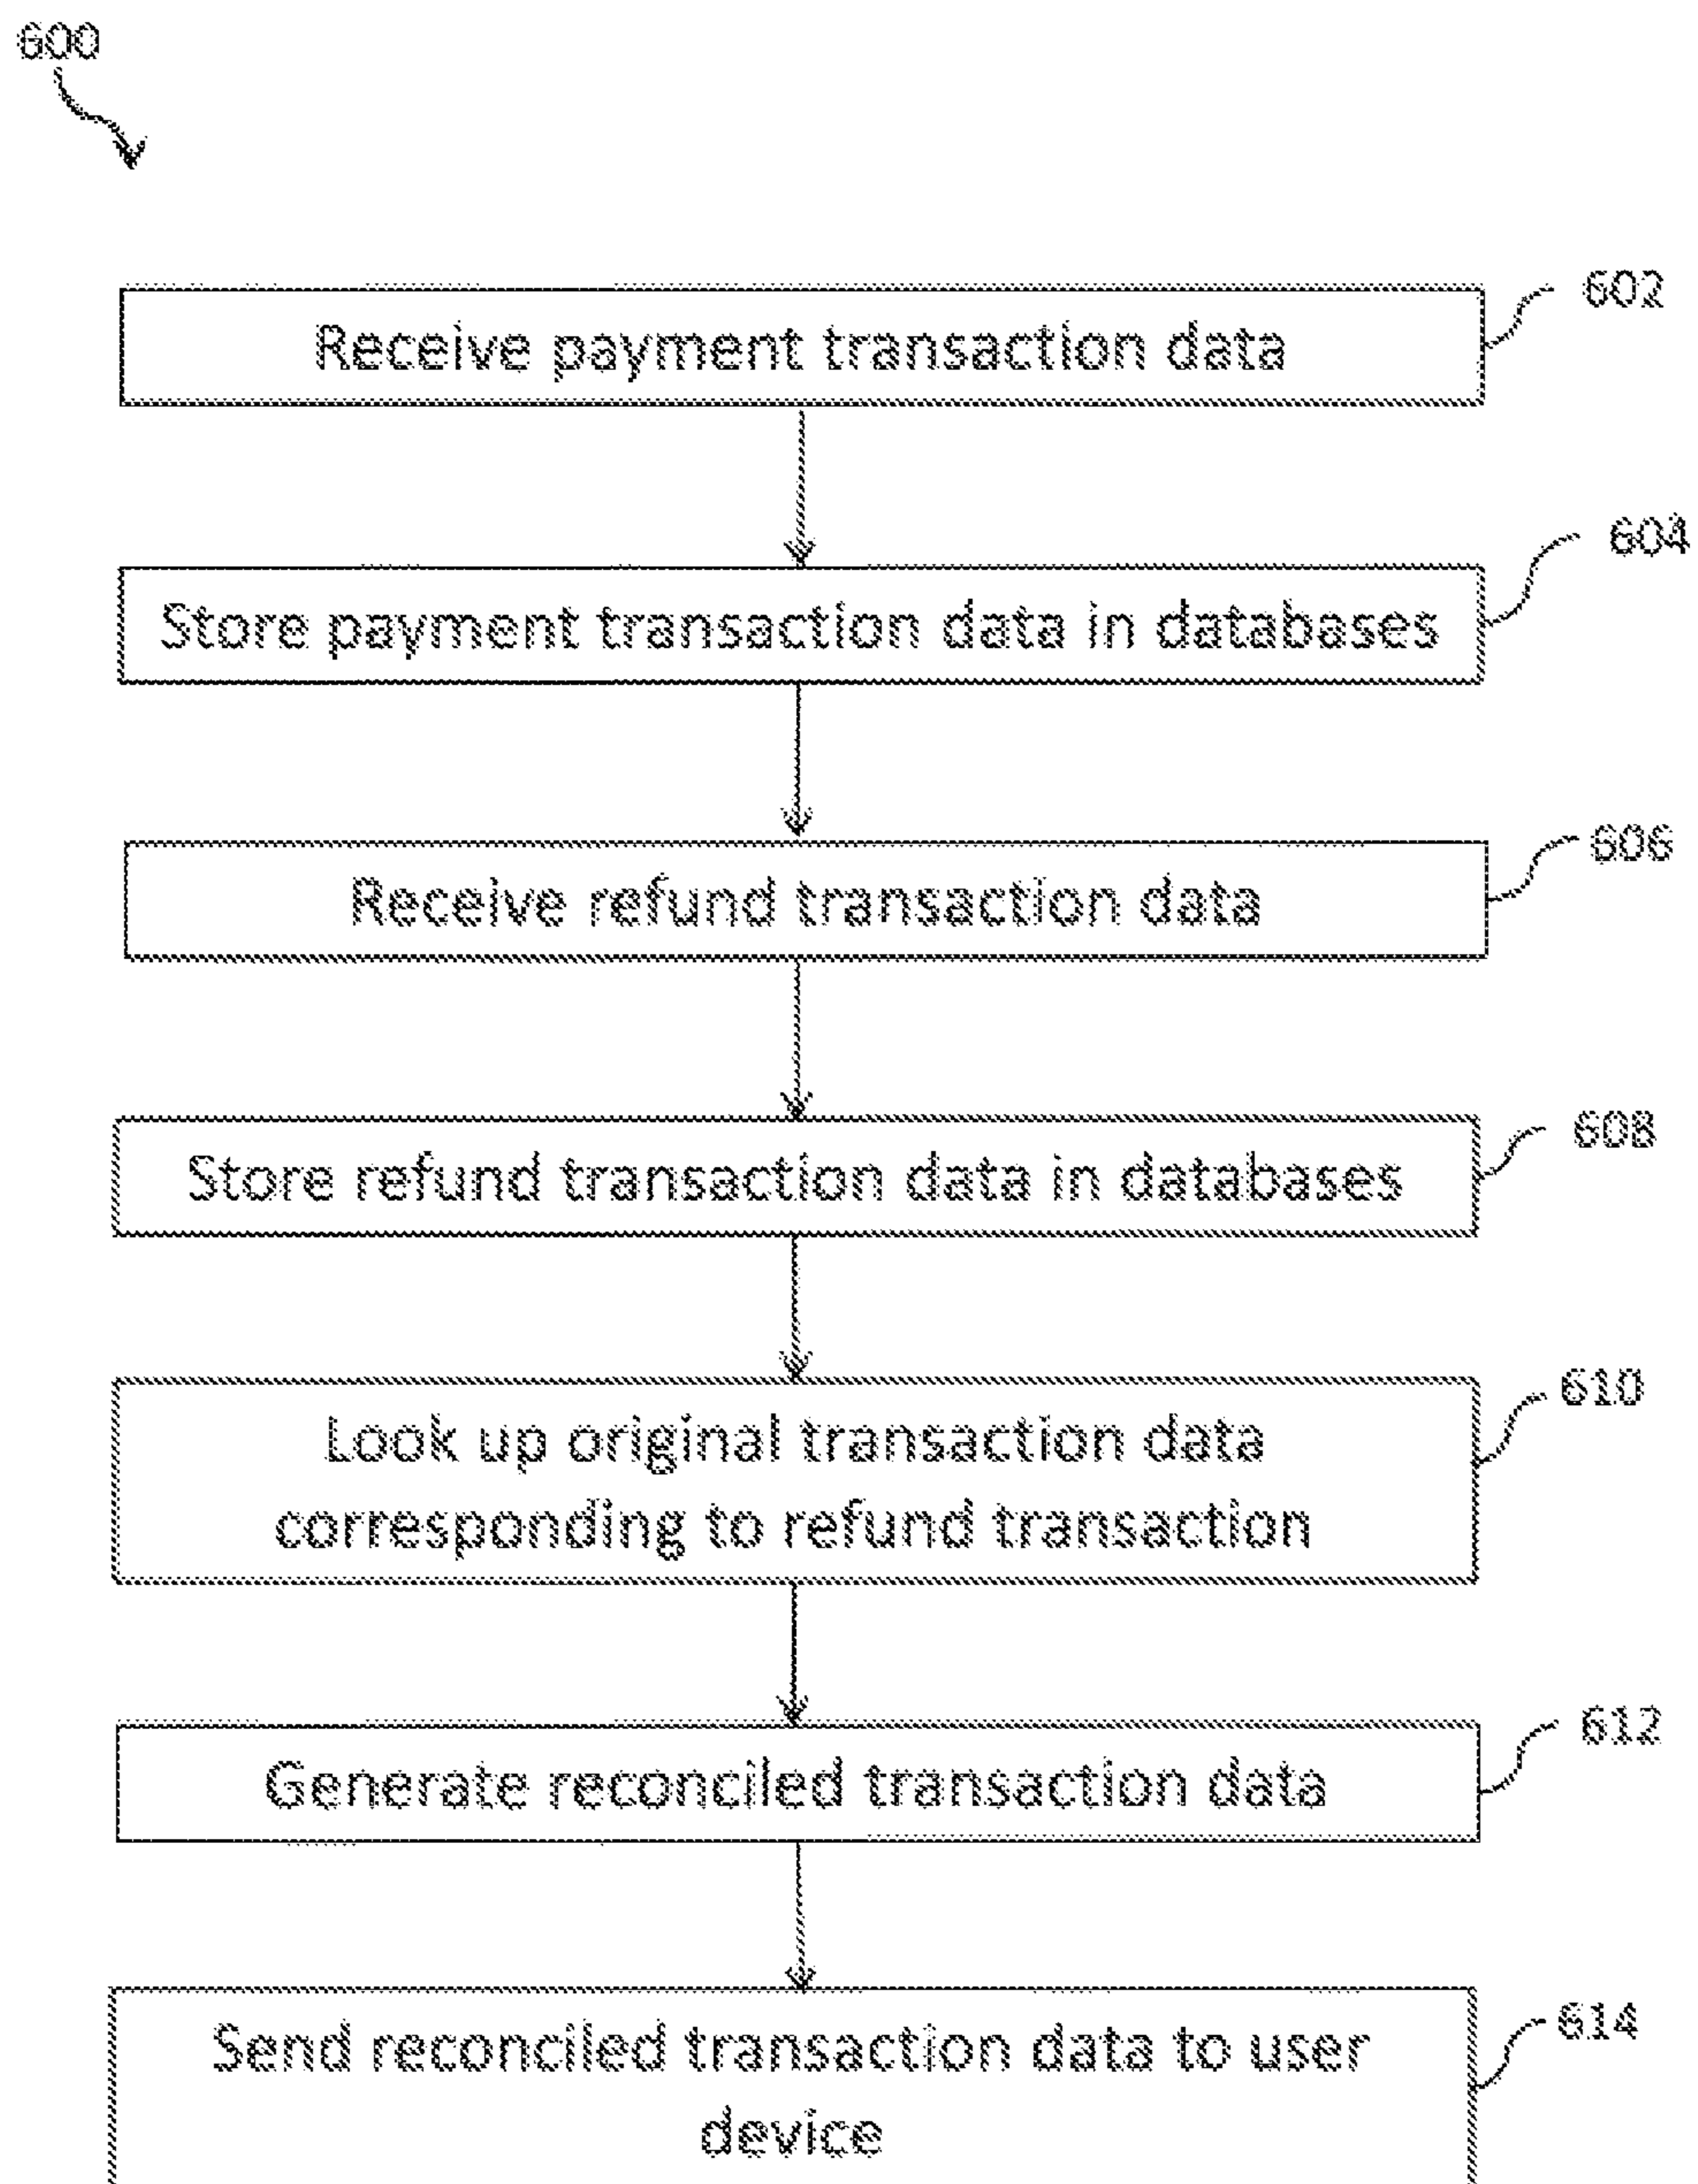 600
602
Receive payment transaction data
604
Store payment transaction data in databases
606
Receive refund transaction data
608
Store refund transaction data in databases
610
Look up original transaction data
corresponding to refund transaction
612
Generate reconciled transaction data
614
Send reconciled transaction data to user
device